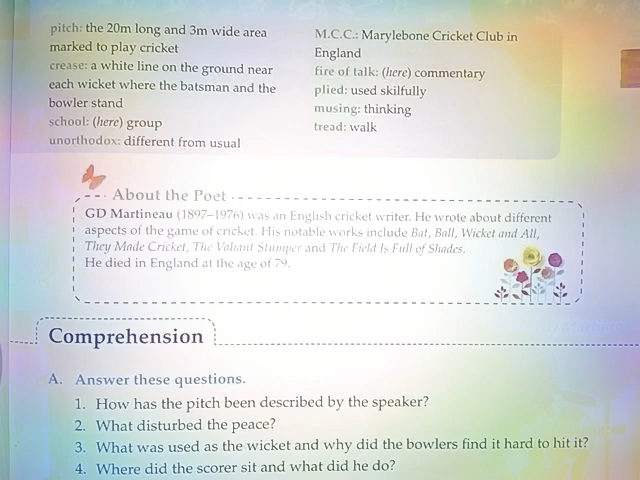 pitch: the 20m long and 3m wide area
marked to play cricket
crease: a white line on the ground near
each wicket where the batsman and the
bowler stand
school: (here) group
unorthodox: different from usual
M.C.C.: Marylebone Cricket Club in
England
fire of talk: (here) commentary
plied: used skilfully
musing: thinking
tread: walk
About the Poet
GD Martineau (1897–1976) was an English cricket writer. He wrote about different
aspects of the game of cricket. His notable works include Bat, Ball, Wicket and All,
They Made Cricket, The Valiant Stumper and The Field Is Full of Shades.
He died in England at the age of 79.
Comprehension
A. Answer these questions.
1. How has the pitch been described by the speaker?
2. What disturbed the peace?
3. What was used as the wicket and why did the bowlers find it hard to hit it?
4. Where did the scorer sit and what did he do?